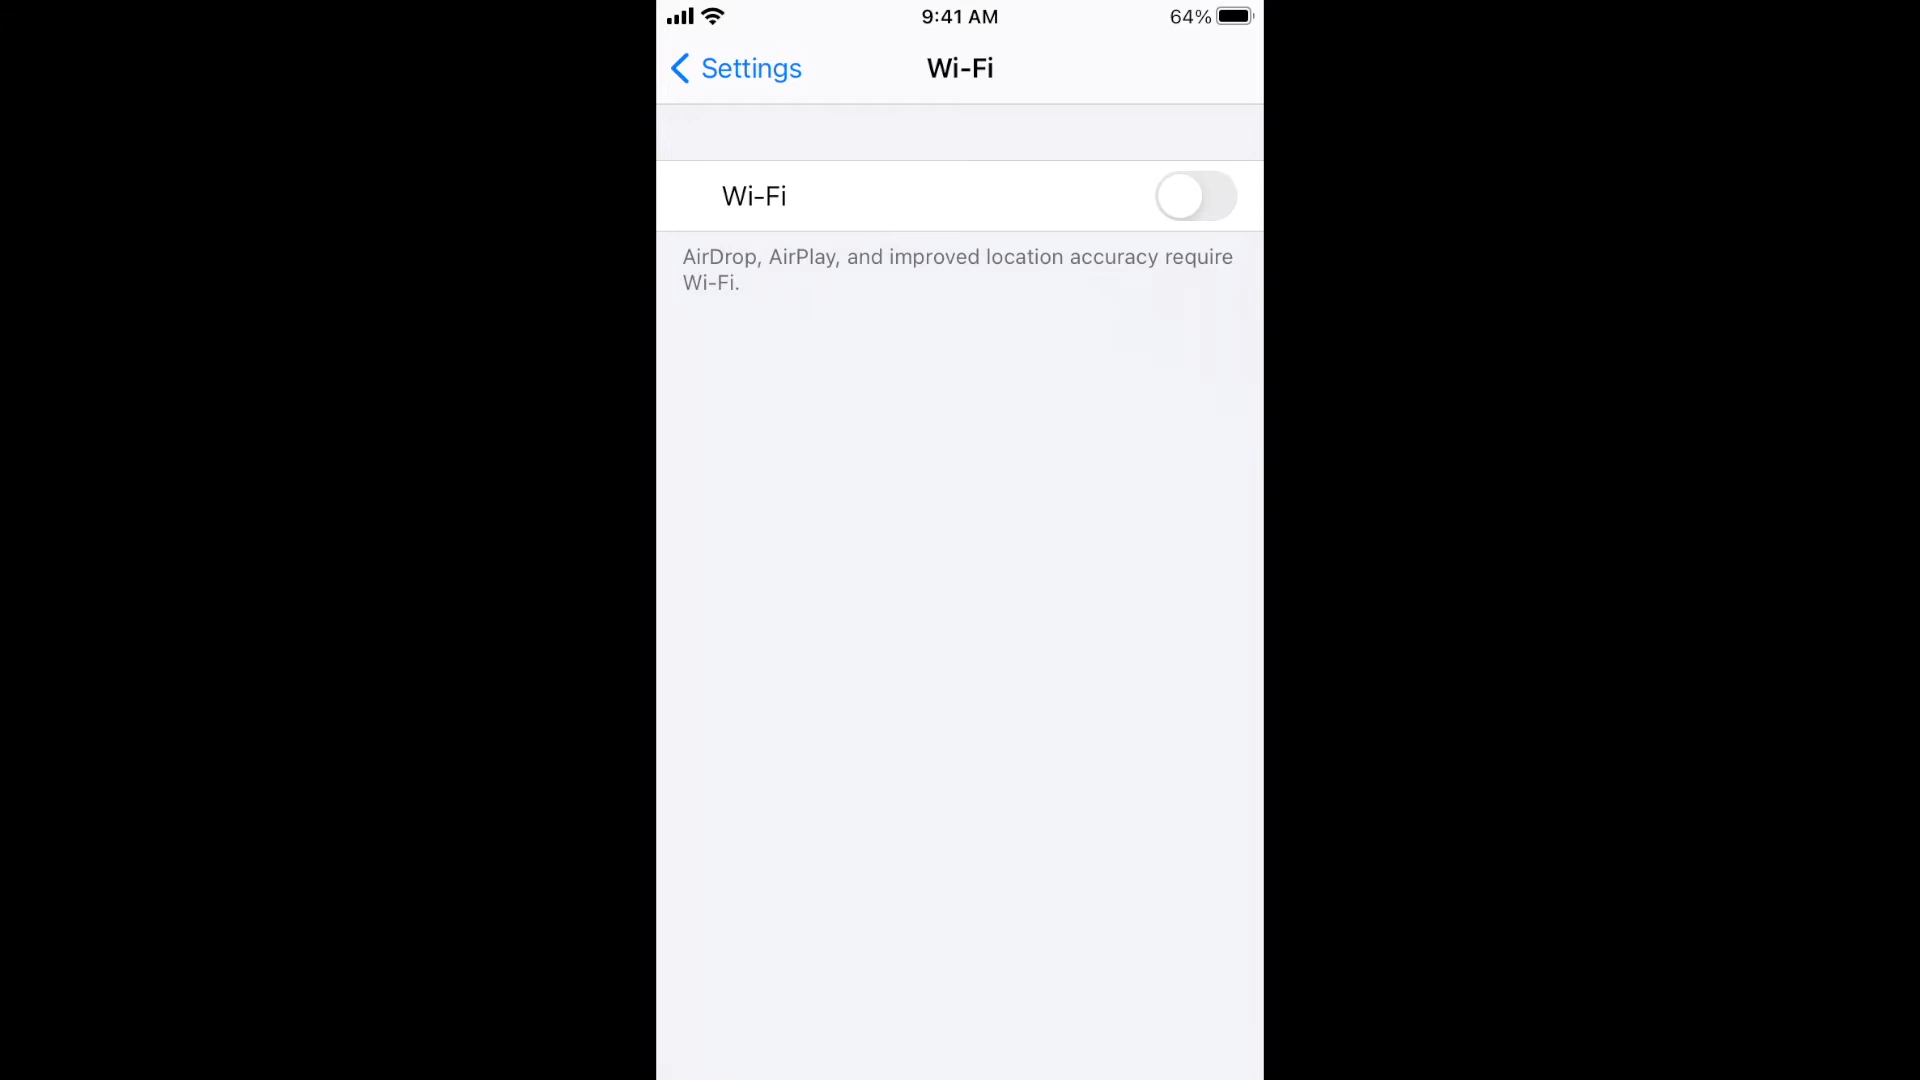 9:41 AM 64%
Settings Wi-Fi
Wi-Fi
AirDrop, AirPlay, and improved location accuracy require
Wi-Fi.